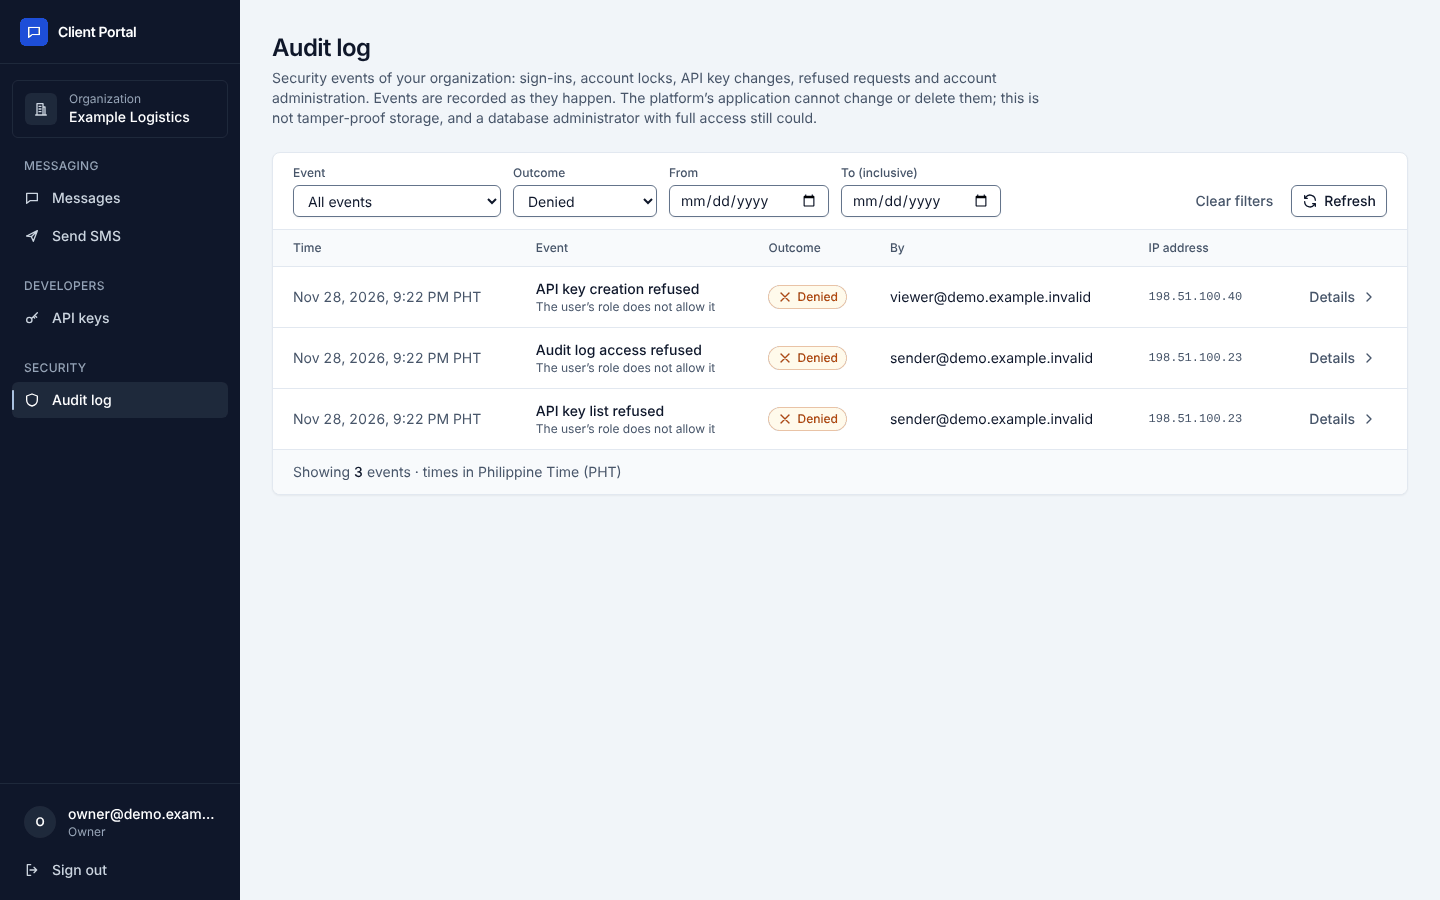 Client Portal
Organization
Example Logistics
MESSAGING
Messages
Send SMS
DEVELOPERS
API keys
SECURITY
Audit log
O
owner@demo.exam...
Owner
Sign out
Audit log
Security events of your organization: sign-ins, account locks, API key changes, refused requests and account
administration. Events are recorded as they happen. The platform’s application cannot change or delete them; this is
not tamper-proof storage, and a database administrator with full access still could.
Event Outcome From To (inclusive)
All events Denied mm/dd/yyyy mm/dd/yyyy Clear filters Refresh
Time Event Outcome By IP address
Nov 28, 2026, 9:22 PM PHT API key creation refused Denied viewer@demo.example.invalid 198.51.100.40 Details
The user’s role does not allow it
Nov 28, 2026, 9:22 PM PHT Audit log access refused Denied sender@demo.example.invalid 198.51.100.23 Details
The user’s role does not allow it
Nov 28, 2026, 9:22 PM PHT API key list refused Denied sender@demo.example.invalid 198.51.100.23 Details
The user’s role does not allow it
Showing 3 events · times in Philippine Time (PHT)